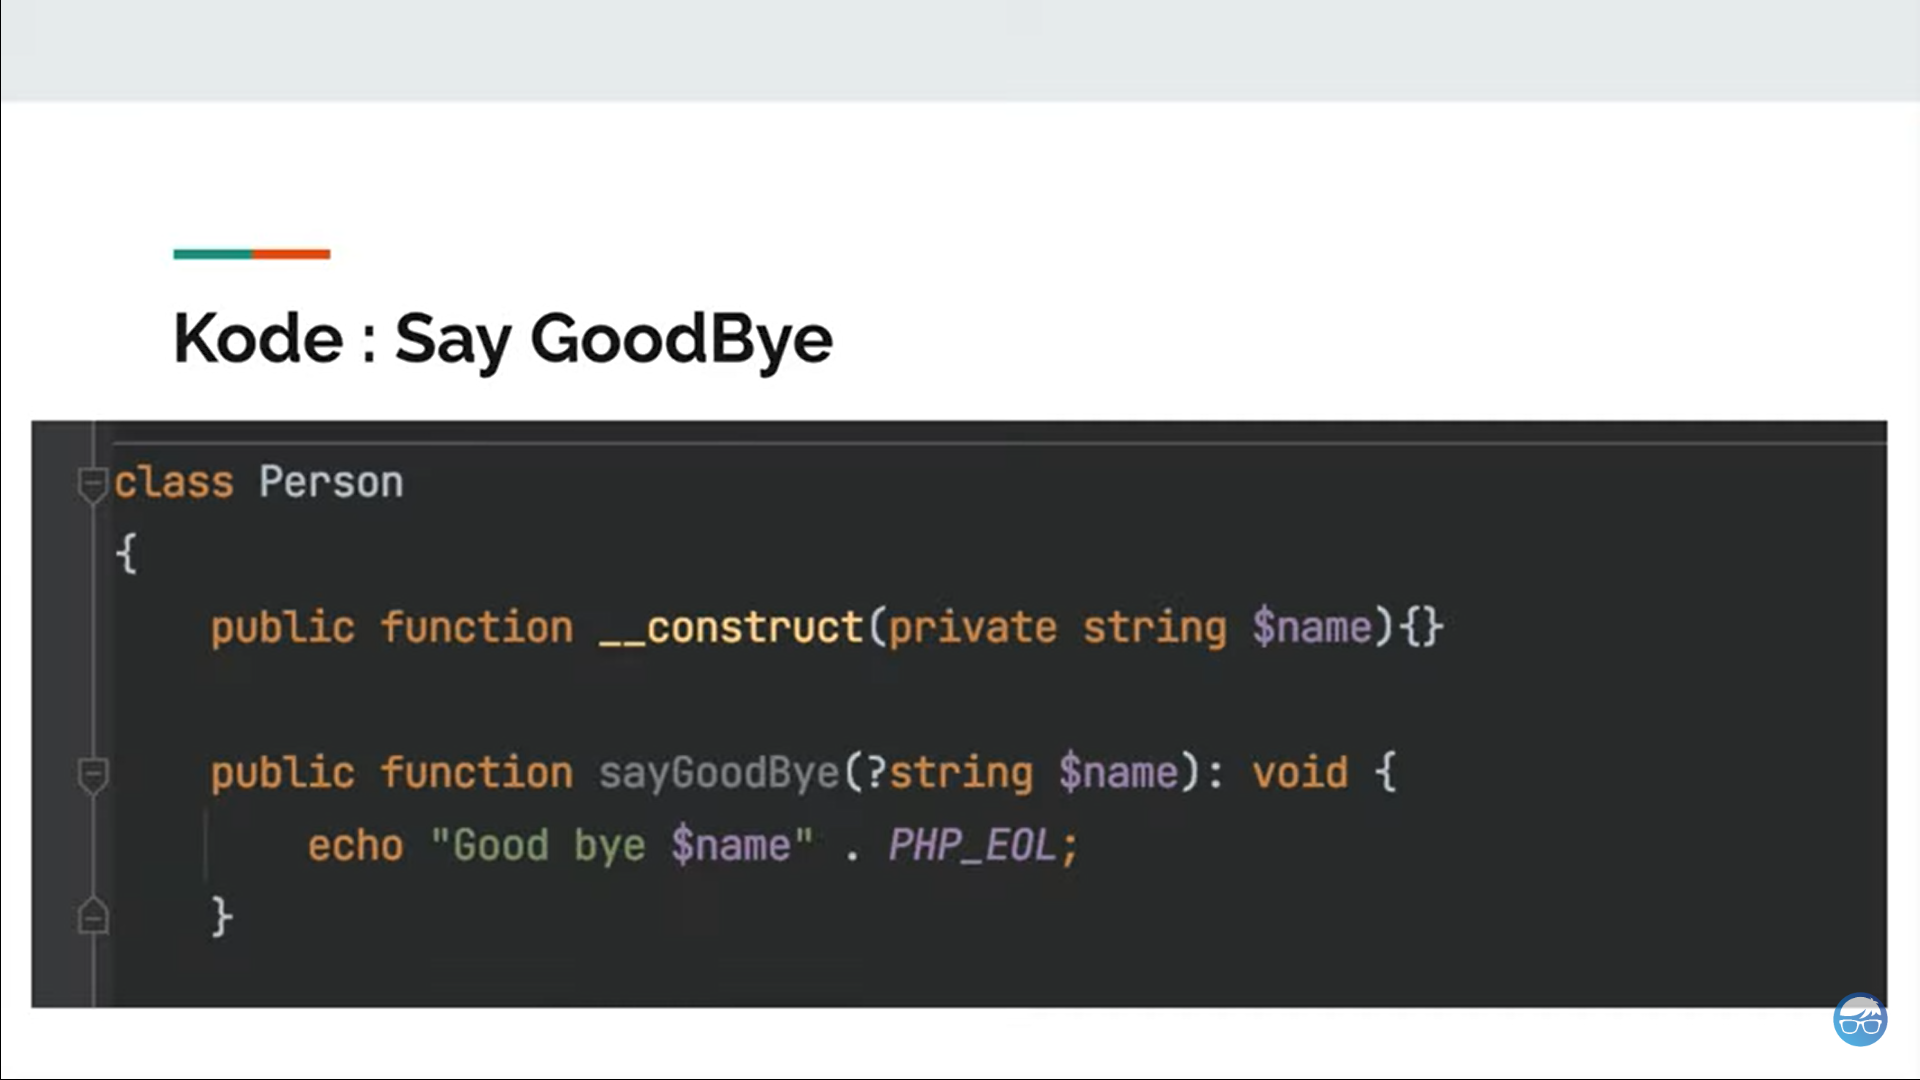 Kode : Say GoodBye
class Person
{
public function __construct(private string $name){}
public function sayGoodBye(?string $name): void {
echo "Good bye $name" . PHP_EOL;
}